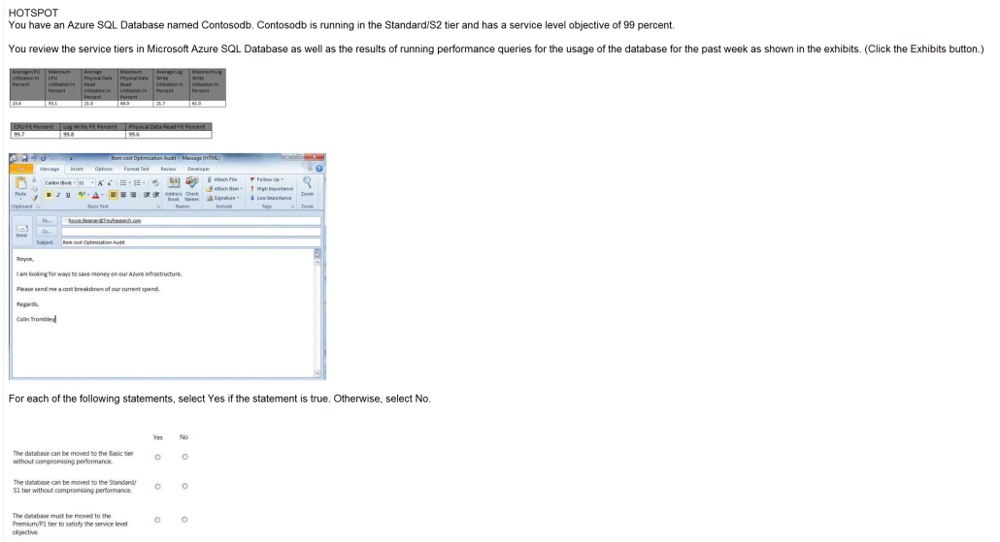 HOTSPOT
You have an Azure SQL Database named Contosodb. Contosodb is running in the Standard/S2 tier and has a service level objective of 99 percent.
You review the service tiers in Microsoft Azure SQL Database as well as the results of running performance queries for the usage of the database for the past week as shown in the exhibits. (Click the Exhibits button.)
Average CPU Utilization in Percent
Maximum CPU Utilization in Percent
Average Physical Data Read Utilization in Percent
Maximum Physical Data Read Utilization in Percent
Average Log Write Utilization in Percent
Maximum Log Write Utilization in Percent
23.4 93.1 21.0 48.0 21.7 61.0
CPU Fit Percent Log Write Fit Percent Physical Data Read Fit Percent
99.7 99.8 99.6
Item cost Optimization Audit - Message (HTML)
File Message Insert Options Format Text Review Developer
Paste
Calibri (Body) 11
B I U
Address Book
Check Names
Attach File
Attach Item
Signature
Follow Up
High Importance
Low Importance
Zoom
Clipboard Basic Text Names Include Tags Zoom
Send
To...
Cc...
Subject: Item cost Optimization Audit
Royce,
I am looking for ways to save money on our Azure infrastructure.
Please send me a cost breakdown of our current spend.
Regards,
Colin Trombley
For each of the following statements, select Yes if the statement is true. Otherwise, select No.
Yes No
The database can be moved to the Basic tier
without compromising performance.
The database can be moved to the Standard/
S1 tier without compromising performance.
The database must be moved to the
Premium/P1 tier to satisfy the service level
objective.